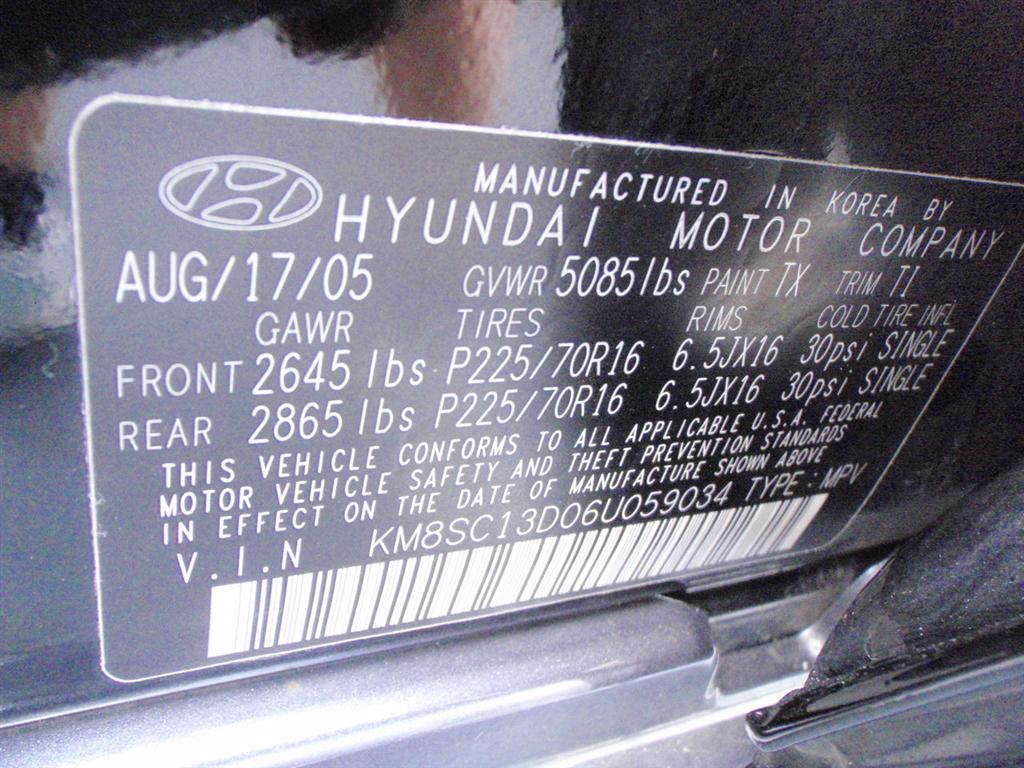 MANUFACTURED IN KOREA BY
HYUNDAI MOTOR COMPANY
AUG/17/05 GVWR 5085lbs PAINT TX TRIM TI
GAWR TIRES RIMS COLD TIRE INFL
FRONT 2645 lbs P225/70R16 6.5JX16 30psi SINGLE
REAR 2865 lbs P225/70R16 6.5JX16 30psi SINGLE
THIS VEHICLE CONFORMS TO ALL APPLICABLE U.S.A. FEDERAL
MOTOR VEHICLE SAFETY AND THEFT PREVENTION STANDARDS
IN EFFECT ON THE DATE OF MANUFACTURE SHOWN ABOVE
V.I.N KM8SC13D06U059034 TYPE : MPV